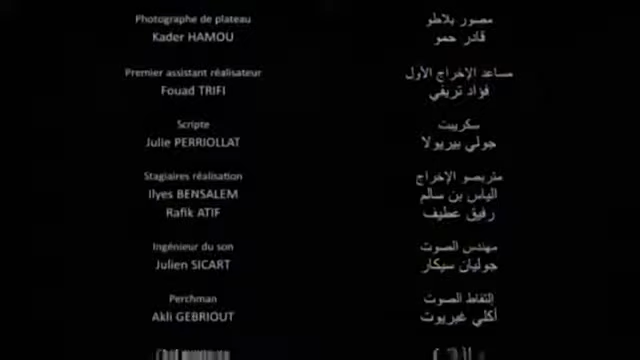 Photographe de plateau
مصور بلاطو
Kader HAMOU
قادر حمو
Premier assistant réalisateur
مساعد الإخراج الأول
Fouad TRIFI
فؤاد تريفي
Scripte
سكريبت
Julie PERRIOLLAT
جولي بيريولا
Stagiaires réalisation
متربصو الإخراج
Ilyes BENSALEM
الياس بن سالم
Rafik ATIF
رفيق عطيف
Ingénieur du son
مهندس الصوت
Julien SICART
جوليان سيكار
Perchman
إلتقاط الصوت
Akli GEBRIOUT
أكلي غبريوت